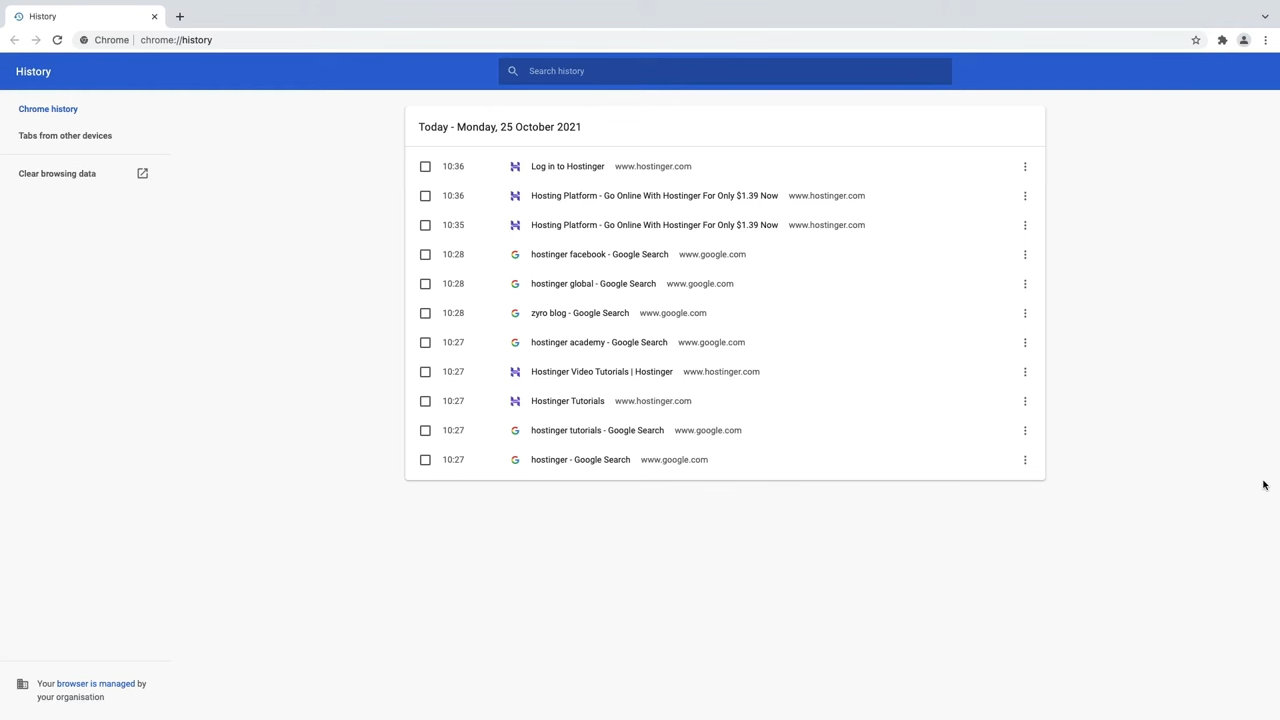 History
Chrome chrome://history
History
Search history
Chrome history
Tabs from other devices
Clear browsing data
Today - Monday, 25 October 2021
10:36 Log in to Hostinger www.hostinger.com
10:36 Hosting Platform - Go Online With Hostinger For Only $1.39 Now www.hostinger.com
10:35 Hosting Platform - Go Online With Hostinger For Only $1.39 Now www.hostinger.com
10:28 hostinger facebook - Google Search www.google.com
10:28 hostinger global - Google Search www.google.com
10:28 zyro blog - Google Search www.google.com
10:27 hostinger academy - Google Search www.google.com
10:27 Hostinger Video Tutorials | Hostinger www.hostinger.com
10:27 Hostinger Tutorials www.hostinger.com
10:27 hostinger tutorials - Google Search www.google.com
10:27 hostinger - Google Search www.google.com
Your browser is managed by
your organisation